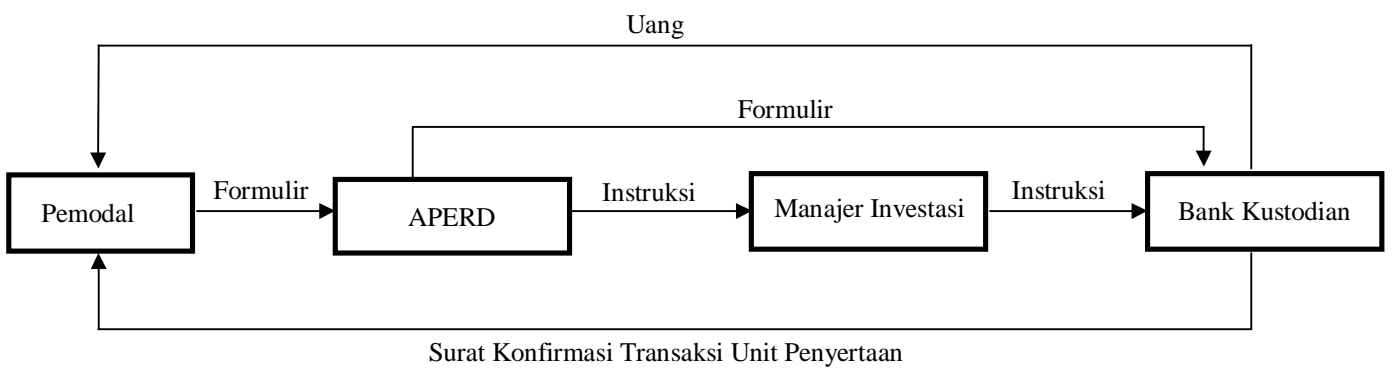 Uang
Formulir
Pemodal
Formulir
APERD
Instruksi
Manajer Investasi
Instruksi
Bank Kustodian
Surat Konfirmasi Transaksi Unit Penyertaan